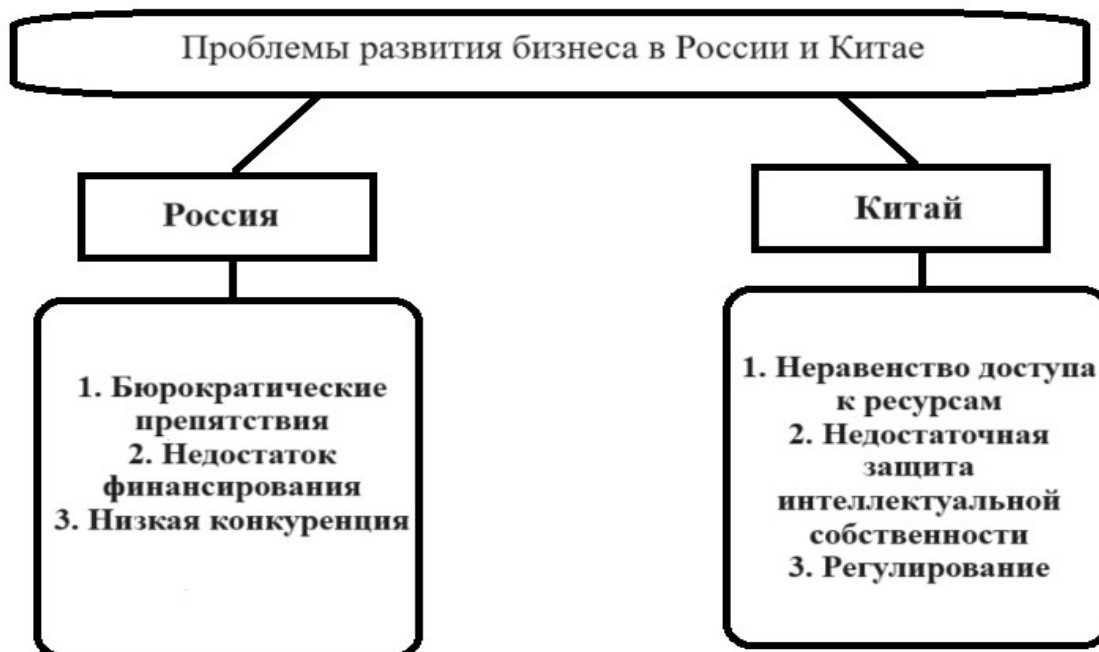 Проблемы развития бизнеса в России и Китае
Россия
1. Бюрократические
препятствия
2. Недостаток
финансирования
3. Низкая конкуренция
Китай
1. Неравенство доступа
к ресурсам
2. Недостаточная
защита
интеллектуальной
собственности
3. Регулирование